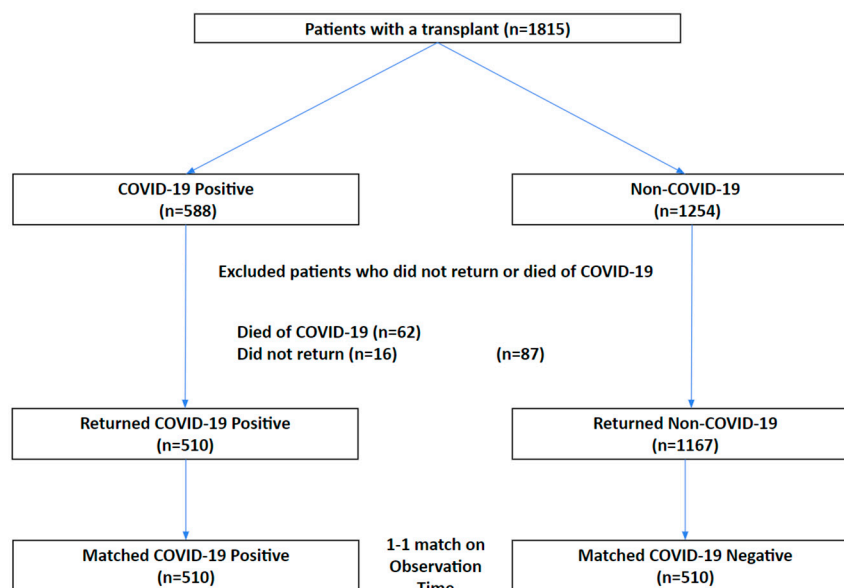 Patients with a transplant (n=1815)
COVID-19 Positive
(n=588)
Non-COVID-19
(n=1254)
Excluded patients who did not return or died of COVID-19
Died of COVID-19 (n=62)
Did not return (n=16) (n=87)
Returned COVID-19 Positive
(n=510)
Returned Non-COVID-19
(n=1167)
Matched COVID-19 Positive
(n=510)
1-1 match on
Observation
Time
Matched COVID-19 Negative
(n=510)